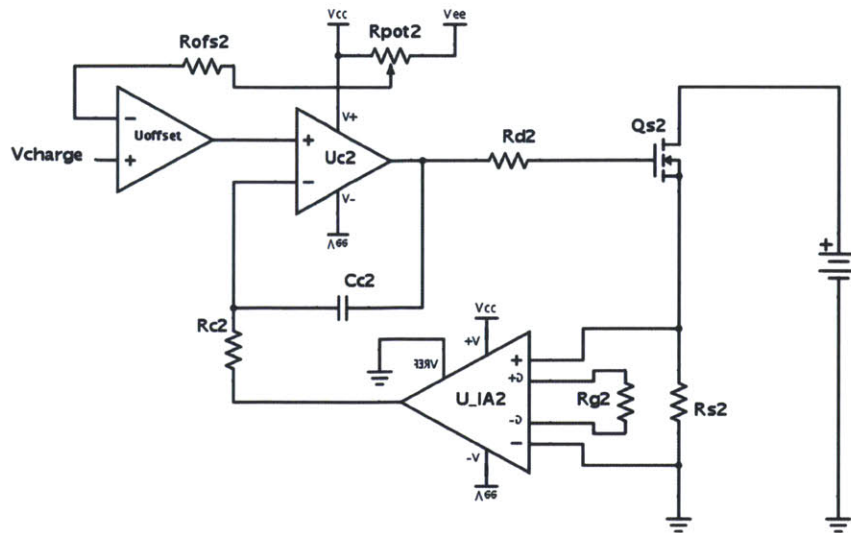 Vcc
Vee
Rpot2
Rofs2
V+
Uoffset
Vcharge
Uc2
Rd2
Qs2
V-
Vee
Cc2
Vcc
Rc2
V+
VREF
G+
U_IA2
Rg2
Rs2
G-
V-
Vee